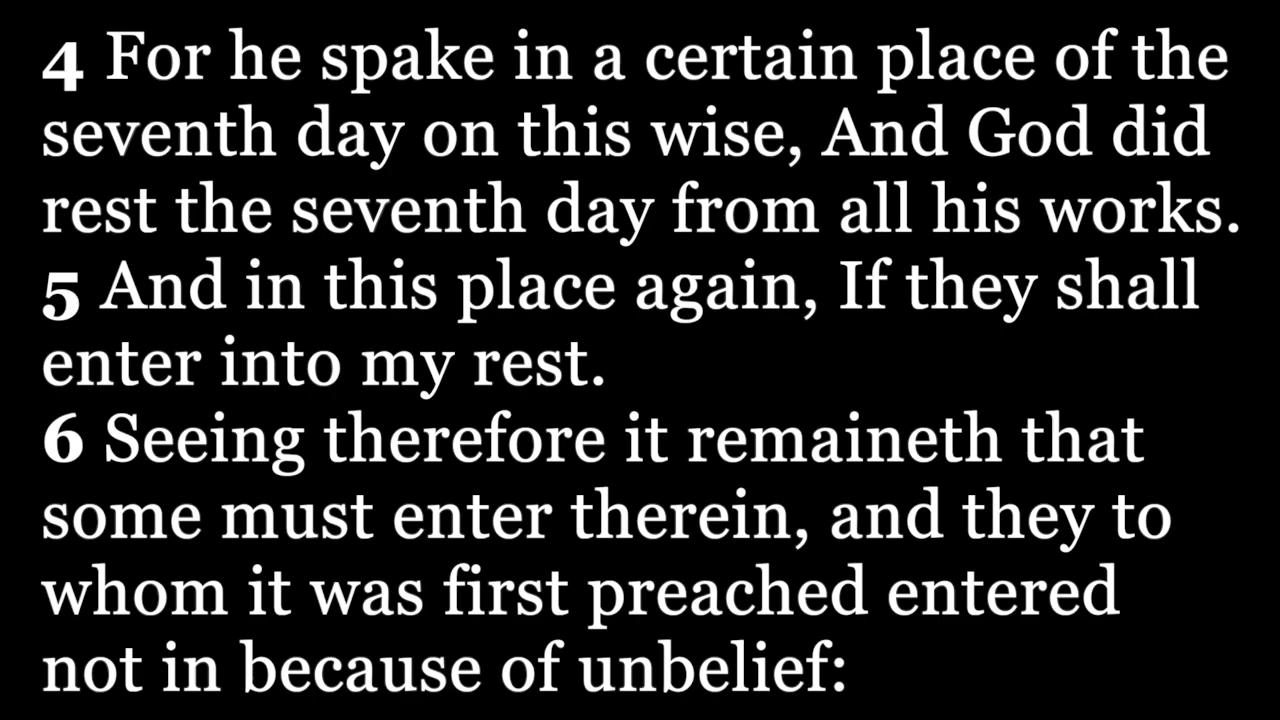 4 For he spake in a certain place of the
seventh day on this wise, And God did
rest the seventh day from all his works.
5 And in this place again, If they shall
enter into my rest.
6 Seeing therefore it remaineth that
some must enter therein, and they to
whom it was first preached entered
not in because of unbelief: